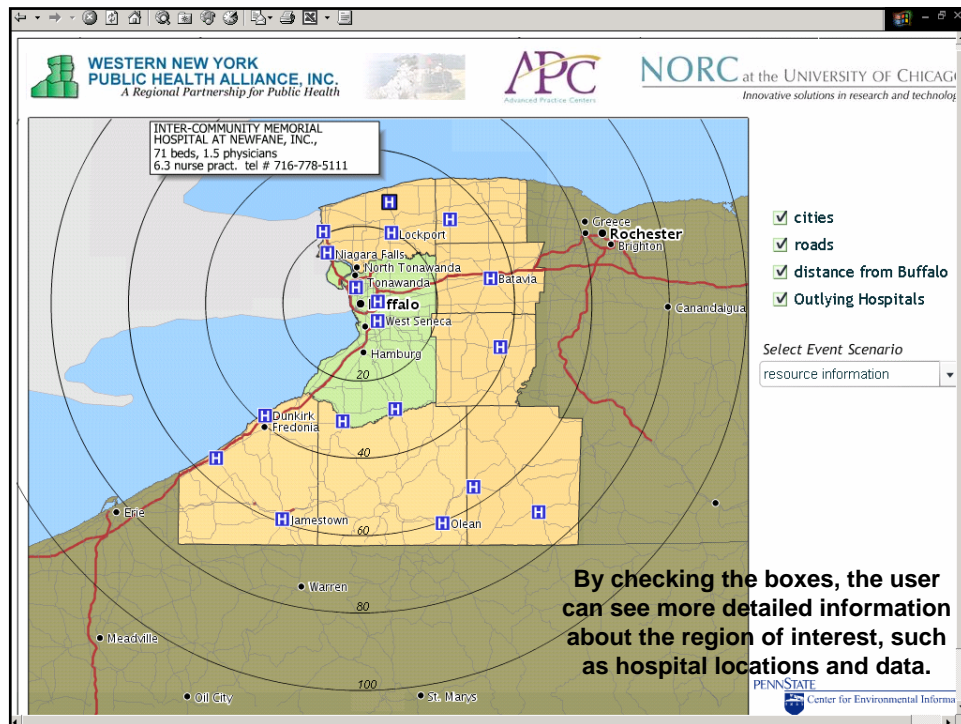 WESTERN NEW YORK
PUBLIC HEALTH ALLIANCE, INC.
A Regional Partnership for Public Health
APC
Advanced Practice Centers
NORC at the UNIVERSITY OF CHICAG
Innovative solutions in research and technolog
INTER-COMMUNITY MEMORIAL
HOSPITAL AT NEWFANE, INC.,
71 beds, 1.5 physicians
6.3 nurse pract. tel # 716-778-5111
H
H
H
Lockport
H
H
Niagara Falls
North Tonawanda
Tonawanda
H
H
Batavia
H
ffalo
H
West Seneca
Hamburg
H
20
Greece
Rochester
Brighton
Canandaigua
cities
roads
distance from Buffalo
Outlying Hospitals
Select Event Scenario
resource information
H
Dunkirk
Fredonia
H
H
40
H
H
H
Jamestown
H
Olean
H
60
Erie
Warren
80
Meadville
100
Oil City
St. Marys
By checking the boxes, the user
can see more detailed information
about the region of interest, such
as hospital locations and data.
PENNSTATE
Center for Environmental Informa